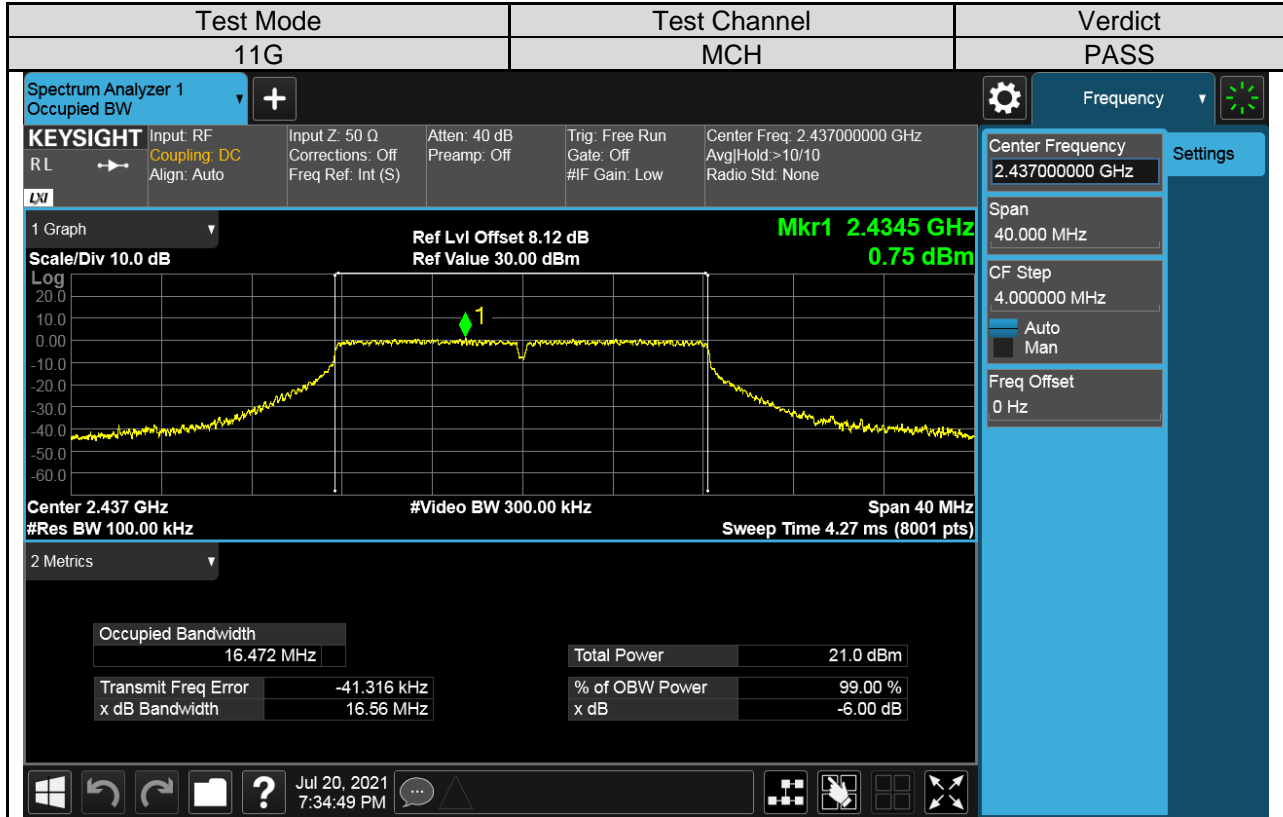 Test Mode Test Channel Verdict
11G MCH PASS
Spectrum Analyzer 1
Occupied BW
+
Frequency
KEYSIGHT Input: RF Input Z: 50 Ω Atten: 40 dB Trig: Free Run Center Freq: 2.437000000 GHz
RL Coupling: DC Corrections: Off Preamp: Off Gate: Off Avg|Hold:>10/10
Align: Auto Freq Ref: Int (S) #IF Gain: Low Radio Std: None
LXI
Center Frequency
2.437000000 GHz
Settings
Span
40.000 MHz
CF Step
4.000000 MHz
Auto
Man
Freq Offset
0 Hz
1 Graph Ref Lvl Offset 8.12 dB Mkr1 2.4345 GHz
Scale/Div 10.0 dB Ref Value 30.00 dBm 0.75 dBm
Log
20.0
10.0
1
0.00
-10.0
-20.0
-30.0
-40.0
-50.0
-60.0
Center 2.437 GHz #Video BW 300.00 kHz Span 40 MHz
#Res BW 100.00 kHz Sweep Time 4.27 ms (8001 pts)
2 Metrics
Occupied Bandwidth
16.472 MHz Total Power 21.0 dBm
Transmit Freq Error -41.316 kHz % of OBW Power 99.00 %
x dB Bandwidth 16.56 MHz x dB -6.00 dB
? Jul 20, 2021
7:34:49 PM